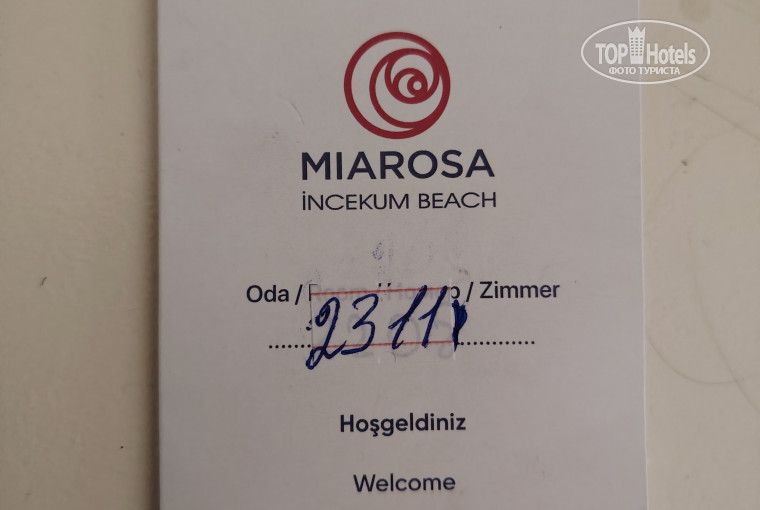 TOP Hotels
ФОТО ТУРИСТА
MIAROSA
İNCEKUM BEACH
Oda / / Zimmer
2311
Hoşgeldiniz
Welcome